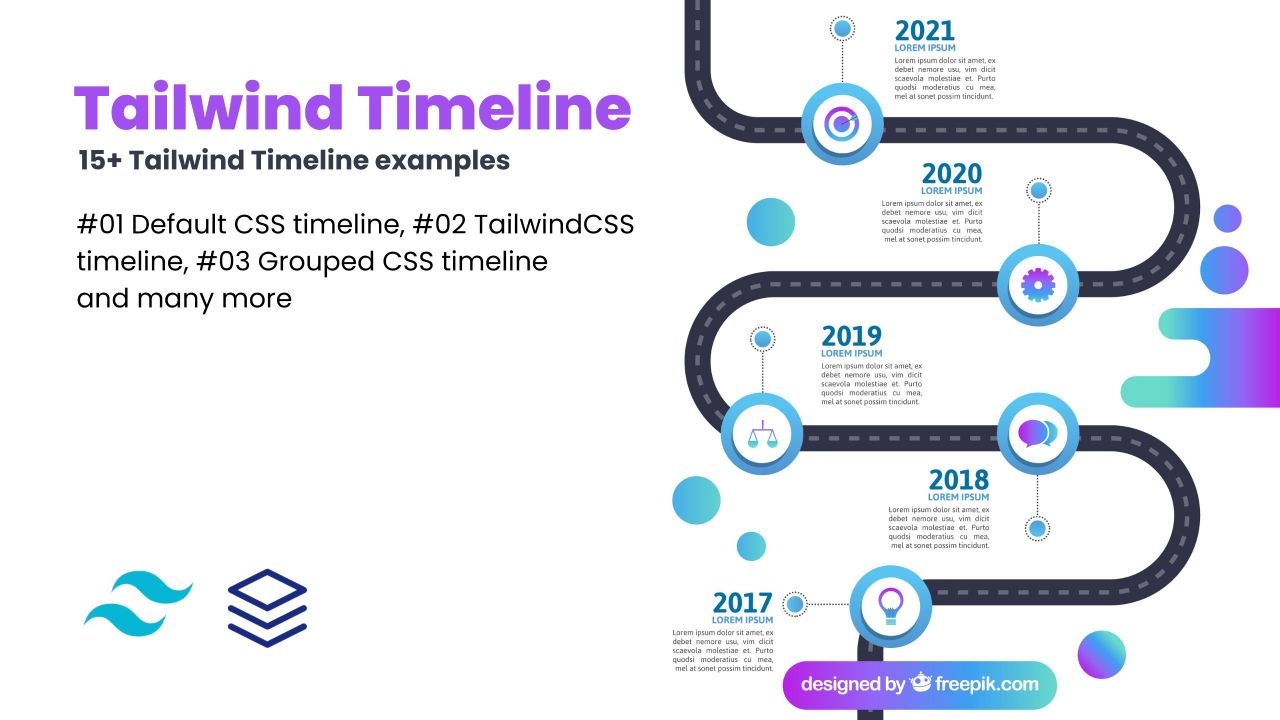 Tailwind Timeline
15+ Tailwind Timeline examples
#01 Default CSS timeline, #02 TailwindCSS
timeline, #03 Grouped CSS timeline
and many more
2021
LOREM IPSUM
Lorem ipsum dolor sit amet, ex
debet nemore usu, vim dicit
scaevola molestiae et. Purto
quodsi moderatius cu mea,
mel at sonet possim tincidunt.
2020
LOREM IPSUM
Lorem ipsum dolor sit amet, ex
debet nemore usu, vim dicit
scaevola molestiae et. Purto
quodsi moderatius cu mea,
mel at sonet possim tincidunt.
2019
LOREM IPSUM
Lorem ipsum dolor sit amet, ex
debet nemore usu, vim dicit
scaevola molestiae et. Purto
quodsi moderatius cu mea,
mel at sonet possim tincidunt.
2018
LOREM IPSUM
Lorem ipsum dolor sit amet, ex
debet nemore usu, vim dicit
scaevola molestiae et. Purto
quodsi moderatius cu mea,
mel at sonet possim tincidunt.
2017
LOREM IPSUM
Lorem ipsum dolor sit amet, ex
debet nemore usu, vim dicit
scaevola molestiae et. Purto
quodsi moderatius cu mea,
mel at sonet possim tincidunt.
designed by freepik.com